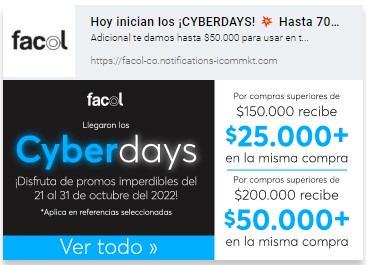 facol
Hoy inician los ¡CYBERDAYS! 💥 Hasta 70...
Adicional te damos hasta $50.000 para usar en t...
https://facol-co.notifications-icommkt.com
facol
Llegaron los
Cyberdays
¡Disfruta de promos imperdibles del
21 al 31 de octubre del 2022!
*Aplica en referencias seleccionadas
Ver todo »
Por compras superiores de
$150.000 recibe
$25.000+
en la misma compra
Por compras superiores de
$200.000 recibe
$50.000+
en la misma compra